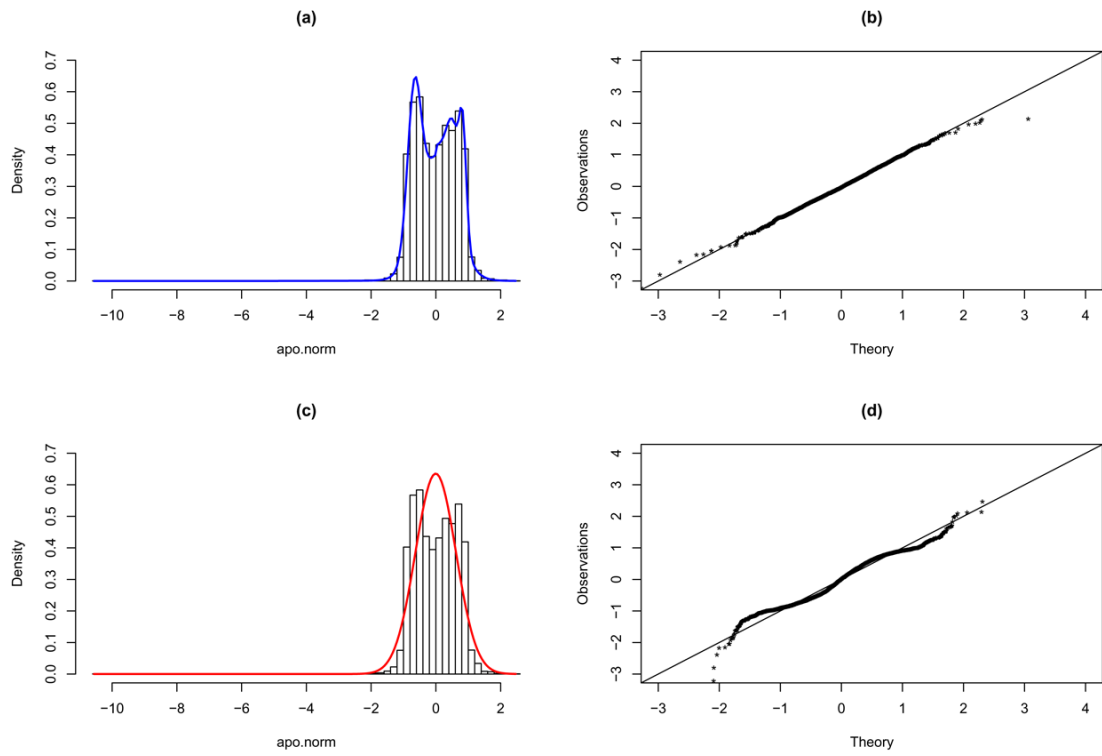 (a)
Density
0.0 0.1 0.2 0.3 0.4 0.5 0.6 0.7
−10 −8 −6 −4 −2 0 2
apo.norm
(b)
Observations
−3 −2 −1 0 1 2 3 4
−3 −2 −1 0 1 2 3 4
Theory
(c)
Density
0.0 0.1 0.2 0.3 0.4 0.5 0.6 0.7
−10 −8 −6 −4 −2 0 2
apo.norm
(d)
Observations
−3 −2 −1 0 1 2 3 4
−3 −2 −1 0 1 2 3 4
Theory